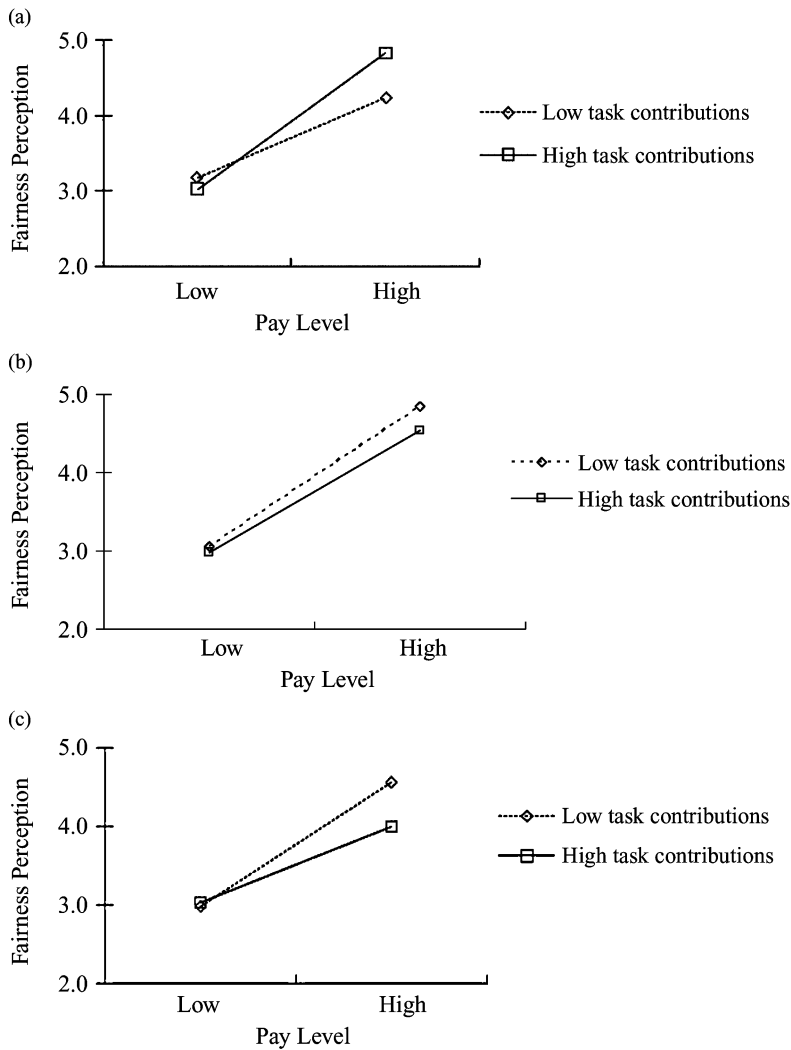 (a)
5.0
4.0
3.0
2.0
Fairness Perception
Low
High
Pay Level
Low task contributions
High task contributions
(b)
5.0
4.0
3.0
2.0
Fairness Perception
Low
High
Pay Level
Low task contributions
High task contributions
(c)
5.0
4.0
3.0
2.0
Fairness Perception
Low
High
Pay Level
Low task contributions
High task contributions